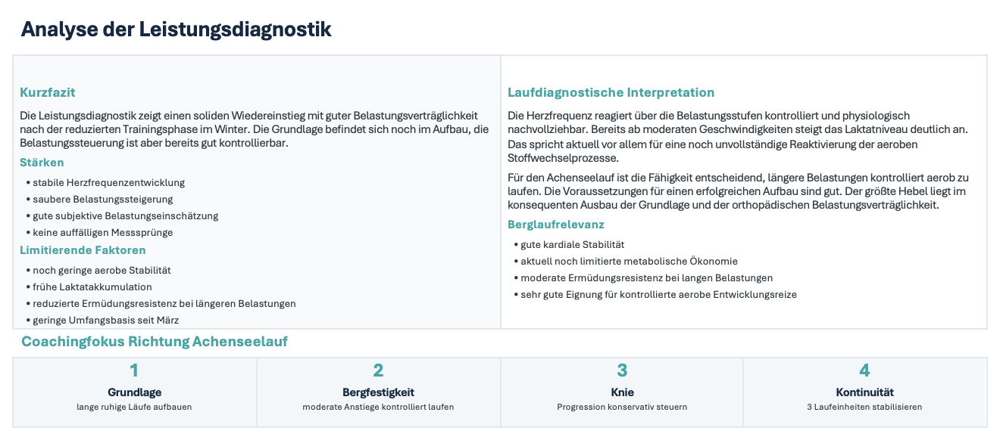 Analyse der Leistungsdiagnostik
Kurzfazit
Die Leistungsdiagnostik zeigt einen soliden Wiedereinstieg mit guter Belastungsverträglichkeit
nach der reduzierten Trainingsphase im Winter. Die Grundlage befindet sich noch im Aufbau, die
Belastungssteuerung ist aber bereits gut kontrollierbar.
Stärken
• stabile Herzfrequenzentwicklung
• saubere Belastungssteigerung
• gute subjektive Belastungseinschätzung
• keine auffälligen Messsprünge
Limitierende Faktoren
• noch geringe aerobe Stabilität
• frühe Laktatakkumulation
• reduzierte Ermüdungsresistenz bei längeren Belastungen
• geringe Umfangsbasis seit März
Laufdiagnostische Interpretation
Die Herzfrequenz reagiert über die Belastungsstufen kontrolliert und physiologisch
nachvollziehbar. Bereits ab moderaten Geschwindigkeiten steigt das Laktatniveau deutlich an.
Das spricht aktuell vor allem für eine noch unvollständige Reaktivierung der aeroben
Stoffwechselprozesse.
Für den Achenseelauf ist die Fähigkeit entscheidend, längere Belastungen kontrolliert aerob zu
laufen. Die Voraussetzungen für einen erfolgreichen Aufbau sind gut. Der größte Hebel liegt im
konsequenten Ausbau der Grundlage und der orthopädischen Belastungsverträglichkeit.
Berglaufrelevanz
• gute kardiale Stabilität
• aktuell noch limitierte metabolische Ökonomie
• moderate Ermüdungsresistenz bei langen Belastungen
• sehr gute Eignung für kontrollierte aerobe Entwicklungsreize
Coachingfokus Richtung Achenseelauf
1
Grundlage
lange ruhige Läufe aufbauen
2
Bergfestigkeit
moderate Anstiege kontrolliert laufen
3
Knie
Progression konservativ steuern
4
Kontinuität
3 Laufeinheiten stabilisieren